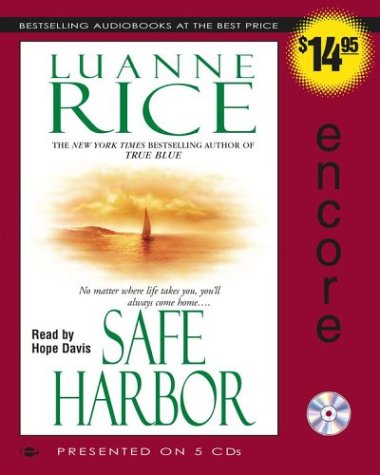 BESTSELLING AUDIOBOOKS AT THE BEST PRICE
$14.95
LUANNE
RICE
THE NEW YORK TIMES BESTSELLING AUTHOR OF
TRUE BLUE
encore
No matter where life takes you, you'll
always come home....
Read by
Hope Davis
SAFE
HARBOR
PRESENTED ON 5 CDs